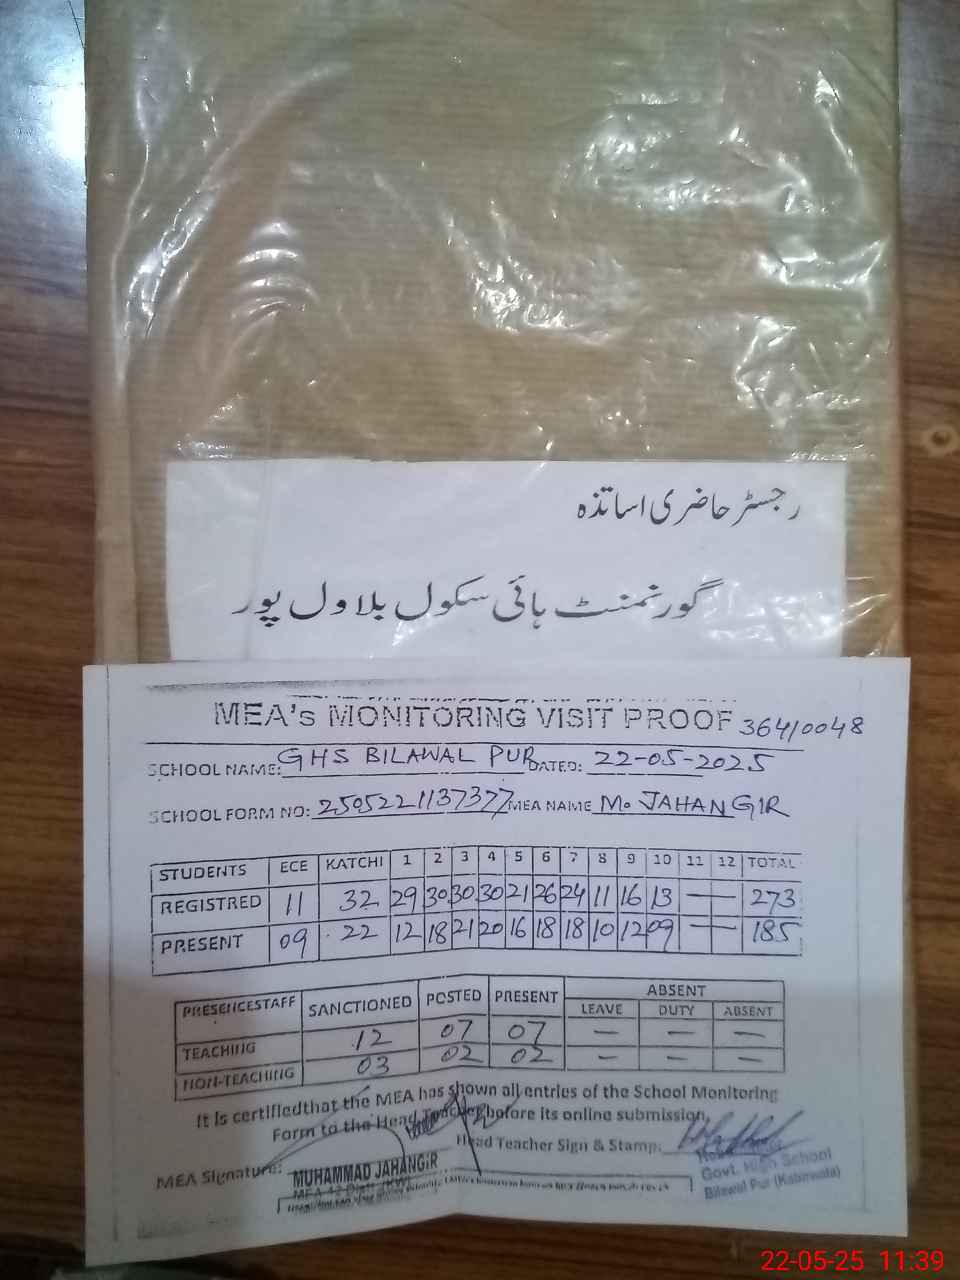 رجسٹر حاضری اساتذہ
گورنمنٹ ہائی سکول بلاول پور
MEA's MONITORING VISIT PROOF 364/0048
SCHOOL NAME: GHS BILAWAL PUR DATED: 22-05-2025
SCHOOL FORM NO: 2505221137377 MEA NAME Mo JAHANGIR
STUDENTS ECE KATCHI 1 2 3 4 5 6 7 8 9 10 11 12 TOTAL
REGISTRED 11 32 29 30 30 30 21 26 24 11 16 13 — — 273
PRESENT 09 22 12 18 21 20 16 18 18 10 12 09 — — 185
PRESENCESTAFF SANCTIONED POSTED PRESENT ABSENT
LEAVE DUTY ABSENT
TEACHING 12 07 07 — — —
NON-TEACHING 03 02 02 — — —
It is certifiedthat the MEA has shown all entries of the School Monitoring
Form to the Head Teacher before its online submission.
Head Teacher Sign & Stamp:
MEA Signature:
MUHAMMAD JAHANGIR
Govt. High School
Bilawal Pur (Kabirwala)
22-05-25 11:39